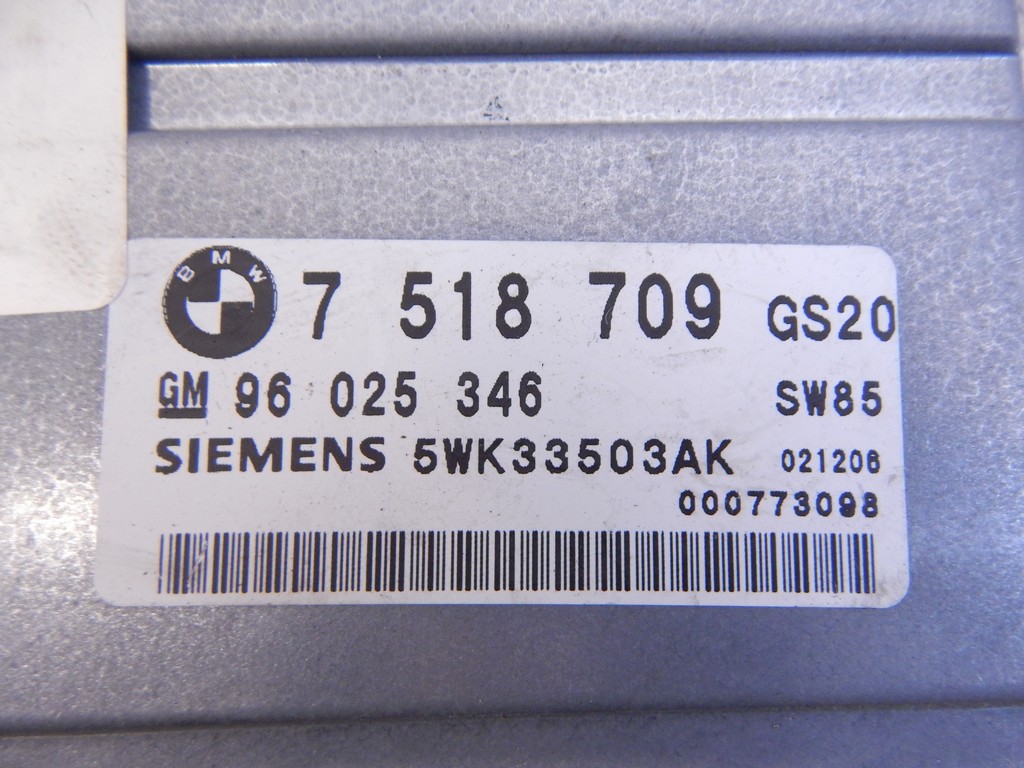 BMW 7 518 709 GS20
GM 96 025 346 SW85
SIEMENS 5WK33503AK 021206
000773098